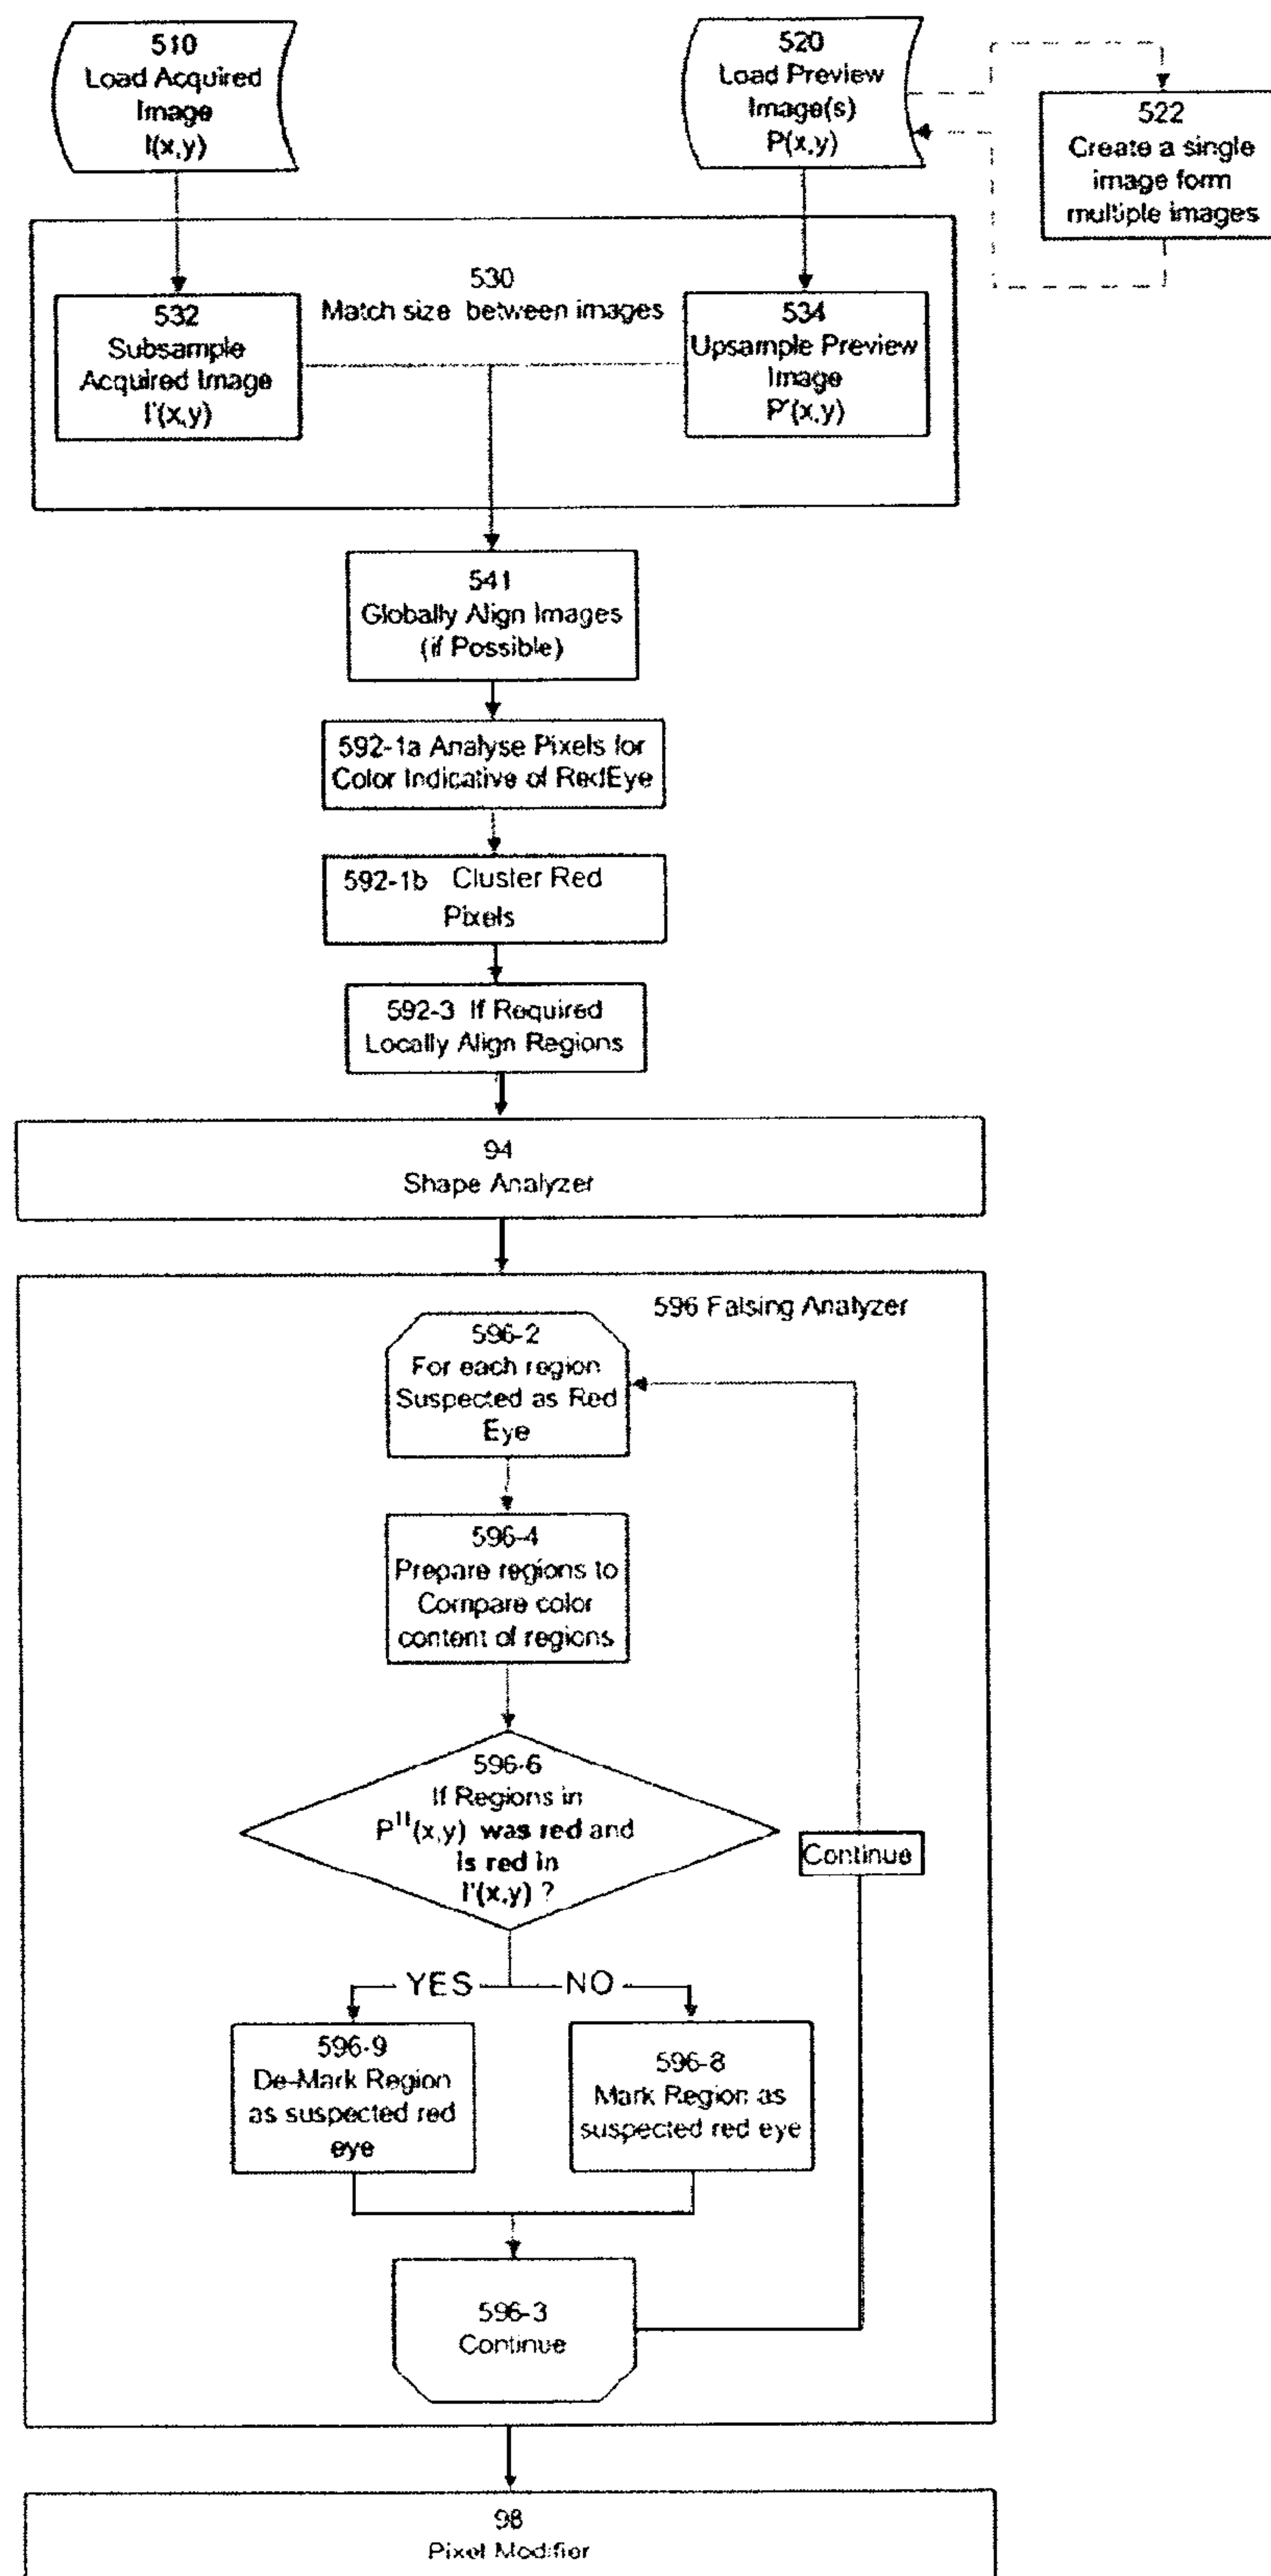 510
Load Acquired
Image
I(x,y)
520
Load Preview
Image(s)
P(x,y)
522
Create a single
image form
multiple images
530
Match size between images
532
Subsample
Acquired Image
I'(x,y)
534
Upsample Preview
Image
P'(x,y)
541
Globally Align Images
(if Possible)
592-1a Analyse Pixels for
Color Indicative of RedEye
592-1b Cluster Red
Pixels
592-3 If Required
Locally Align Regions
94
Shape Analyzer
596 Falsing Analyzer
596-2
For each region
Suspected as Red
Eye
596-4
Prepare regions to
Compare color
content of regions
596-6
If Regions in
P''(x,y) was red and
is red in
I'(x,y) ?
Continue
YES
NO
596-9
De-Mark Region
as suspected red
eye
596-8
Mark Region as
suspected red eye
596-3
Continue
98
Pixel Modifier